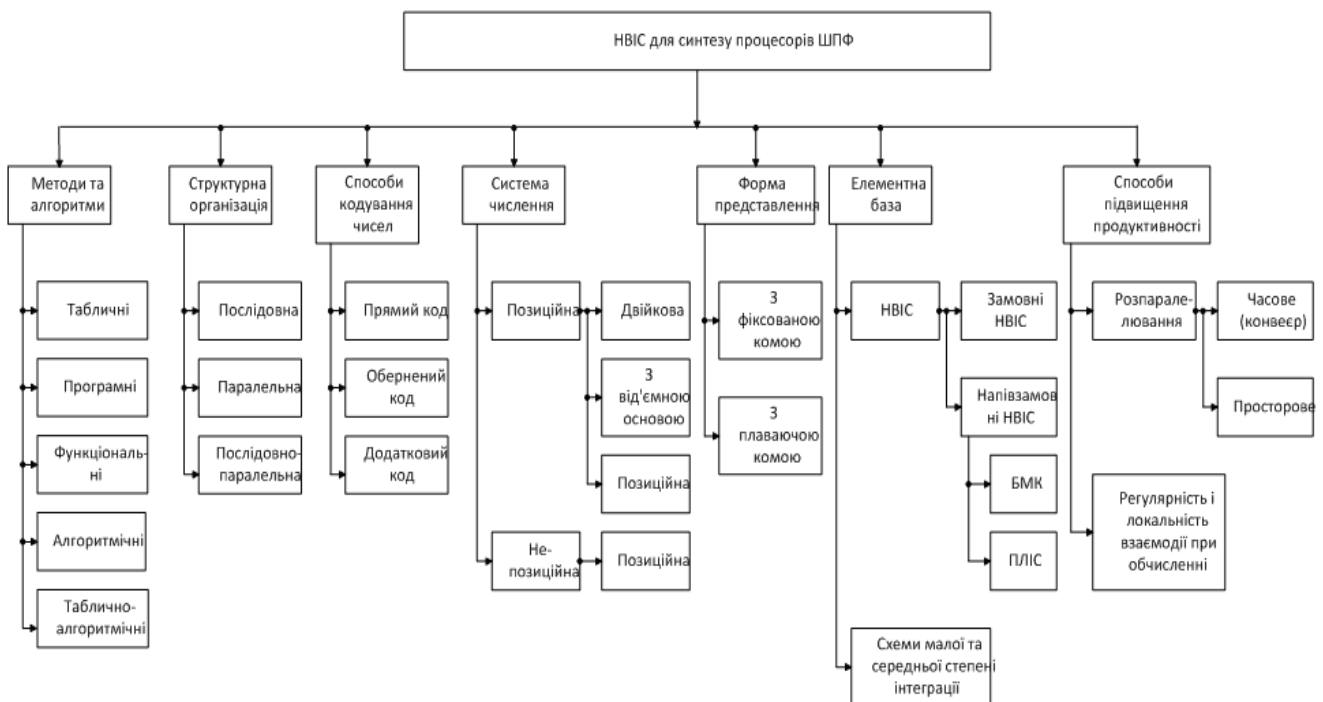 НВІС для синтезу процесорів ШПФ
Методи та
алгоритми
Структурна
організація
Способи
кодування
чисел
Система
числення
Форма
представлення
Елементна
база
Способи
підвищення
продуктивності
Табличні
Програмні
Функціональ-
ні
Алгоритмічні
Таблично-
алгоритмічні
Послідовна
Паралельна
Послідовно-
паралельна
Прямий код
Обернений
код
Додатковий
код
Позиційна
Двійкова
З
від'ємною
основою
Позиційна
Не-
позиційна
Позиційна
З
фіксованою
комою
З
плаваючою
комою
НВІС
Замовні
НВІС
Напівзамов
ні НВІС
БМК
ПЛІС
Схеми малої та
середньої степені
інтеграції
Розпарале-
лювання
Часове
(конвеєр)
Просторове
Регулярність і
локальність
взаємодії при
обчисленні